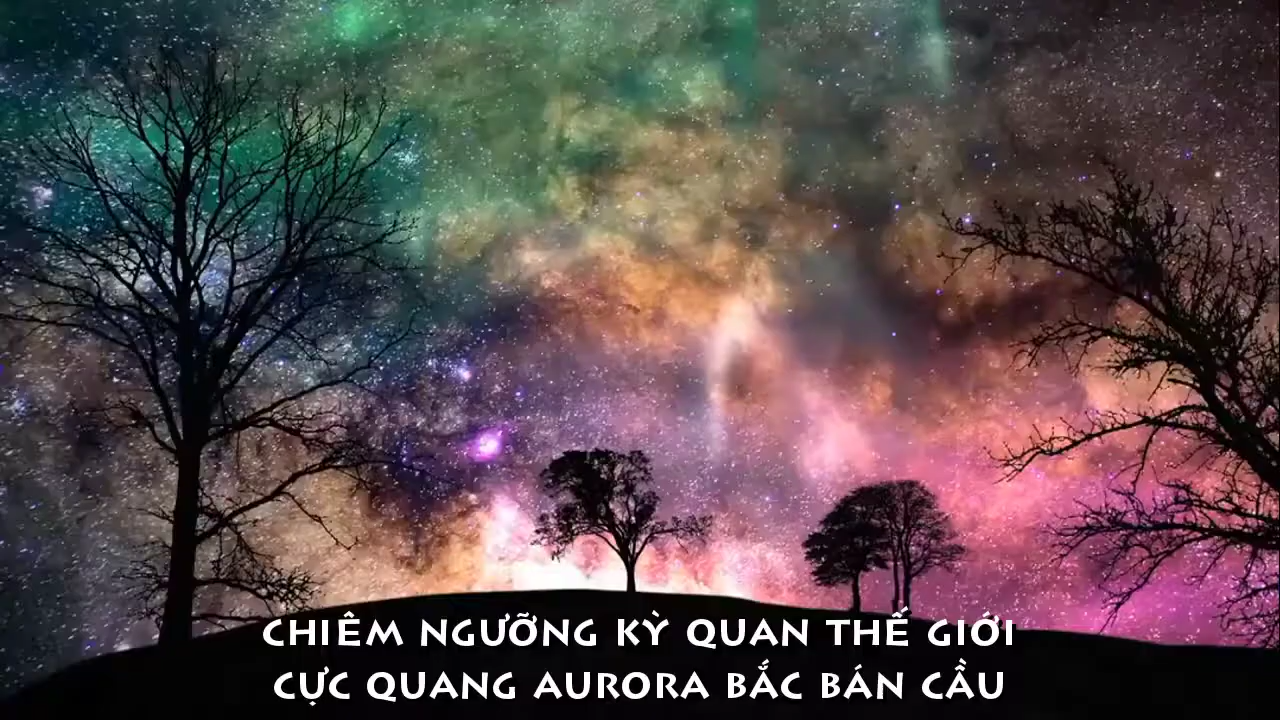 CHIÊM NGƯỠNG KỲ QUAN THẾ GIỚI
CỰC QUANG AURORA BẮC BÁN CẦU